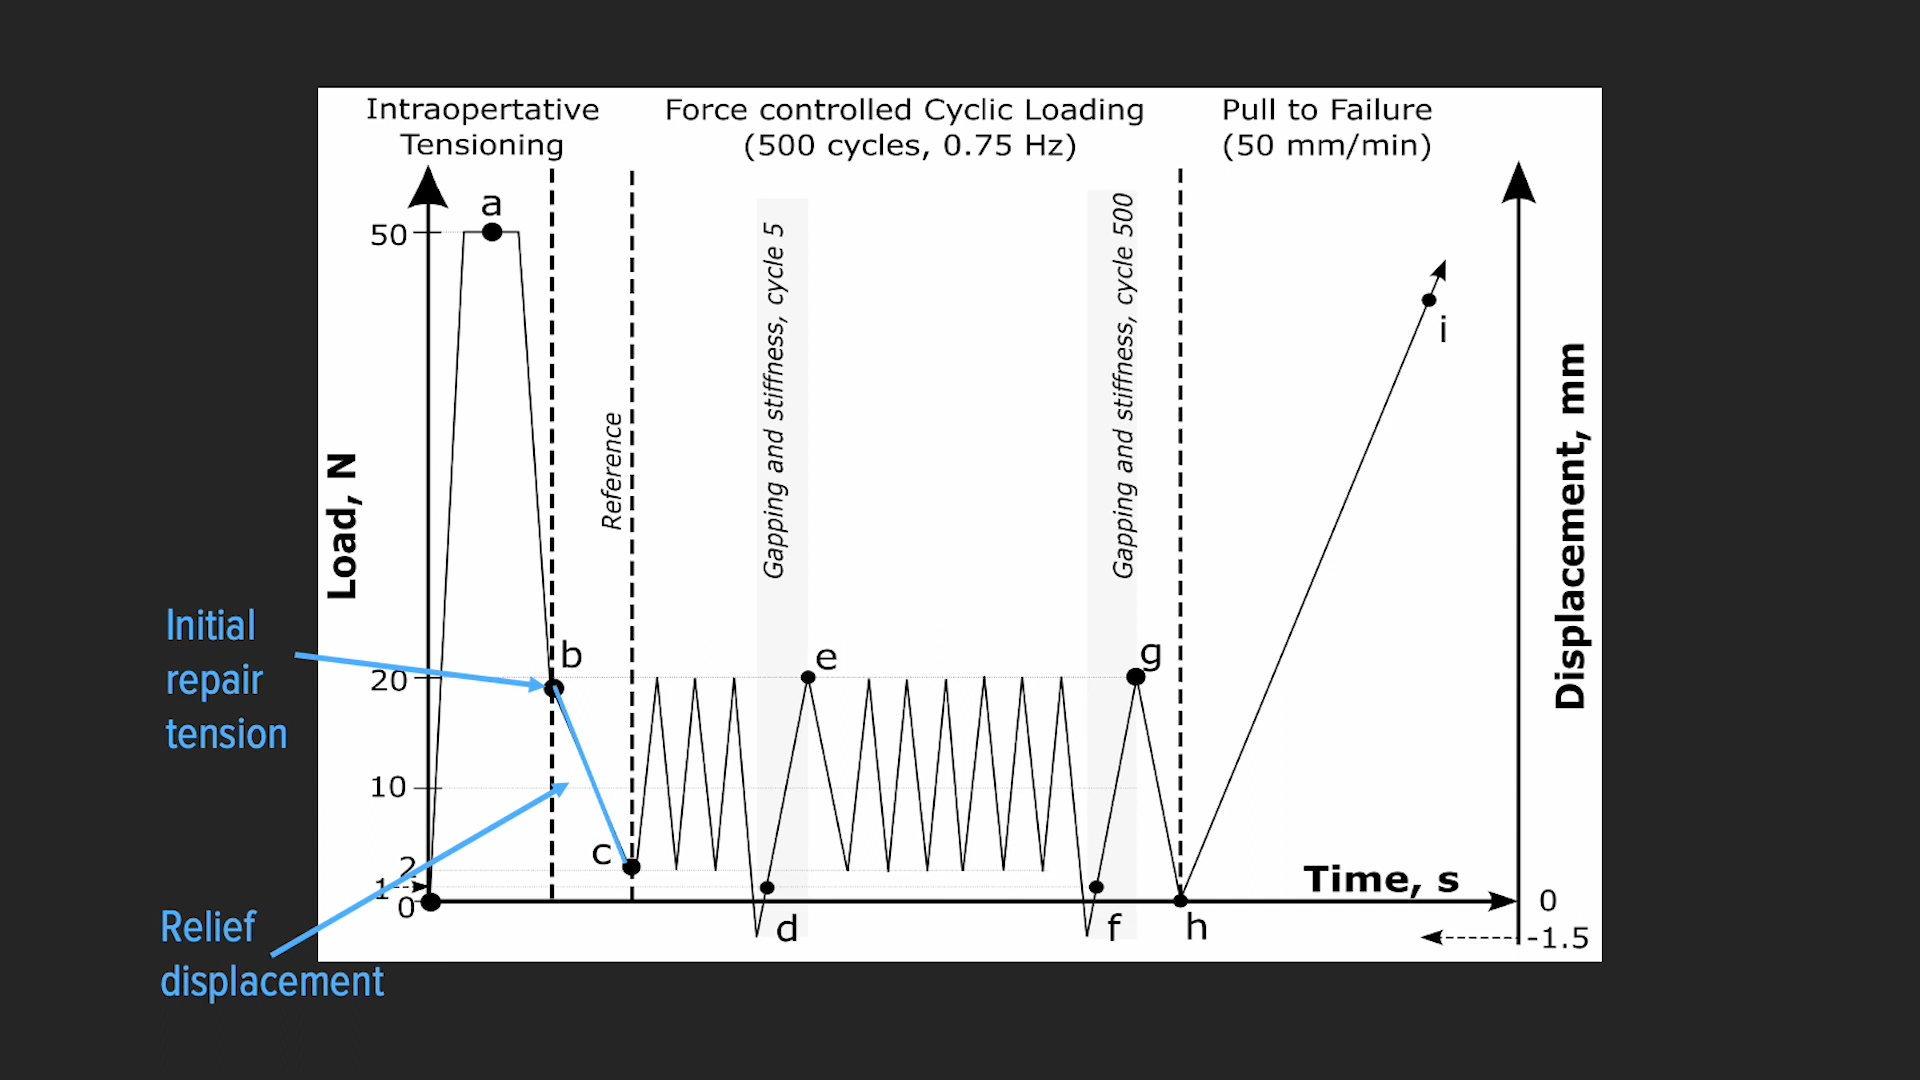 Intraopertative
Tensioning
Force controlled Cyclic Loading
(500 cycles, 0.75 Hz)
Pull to Failure
(50 mm/min)
a
50
Gapping and stiffness, cycle 5
Gapping and stiffness, cycle 500
i
Reference
Load, N
Displacement, mm
Initial
repair
tension
b
20
e
g
10
c
2
1
0
Time, s
0
d
f
h
-1.5
Relief
displacement